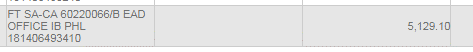 FT SA-CA 60220066/B EAD
OFFICE IB PHL
181406493410
5,129.10